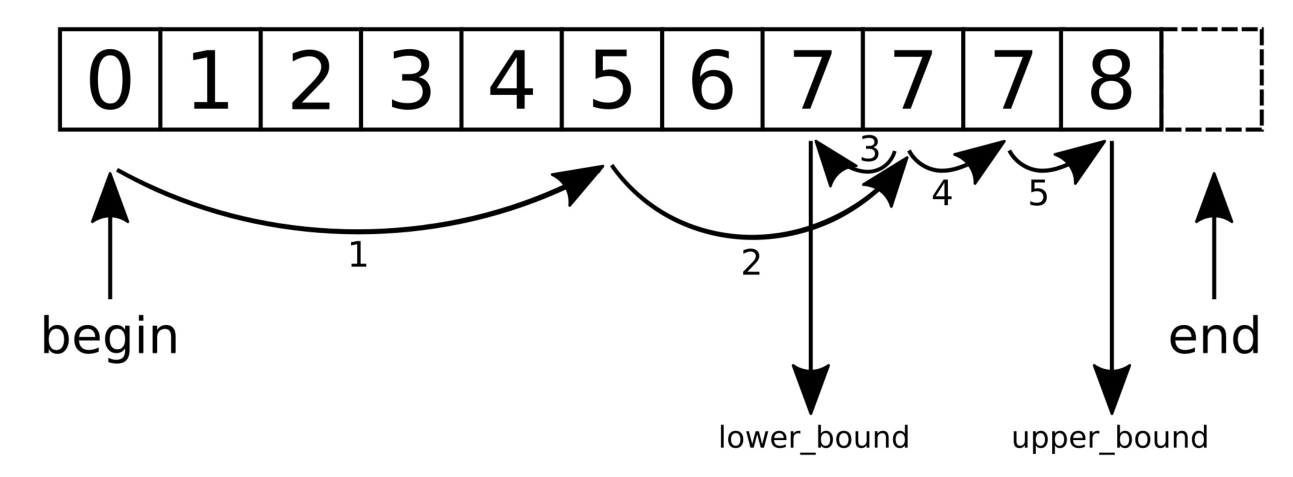 0 1 2 3 4 5 6 7 7 7 8
3
4 5
1 2
begin end
lower_bound upper_bound